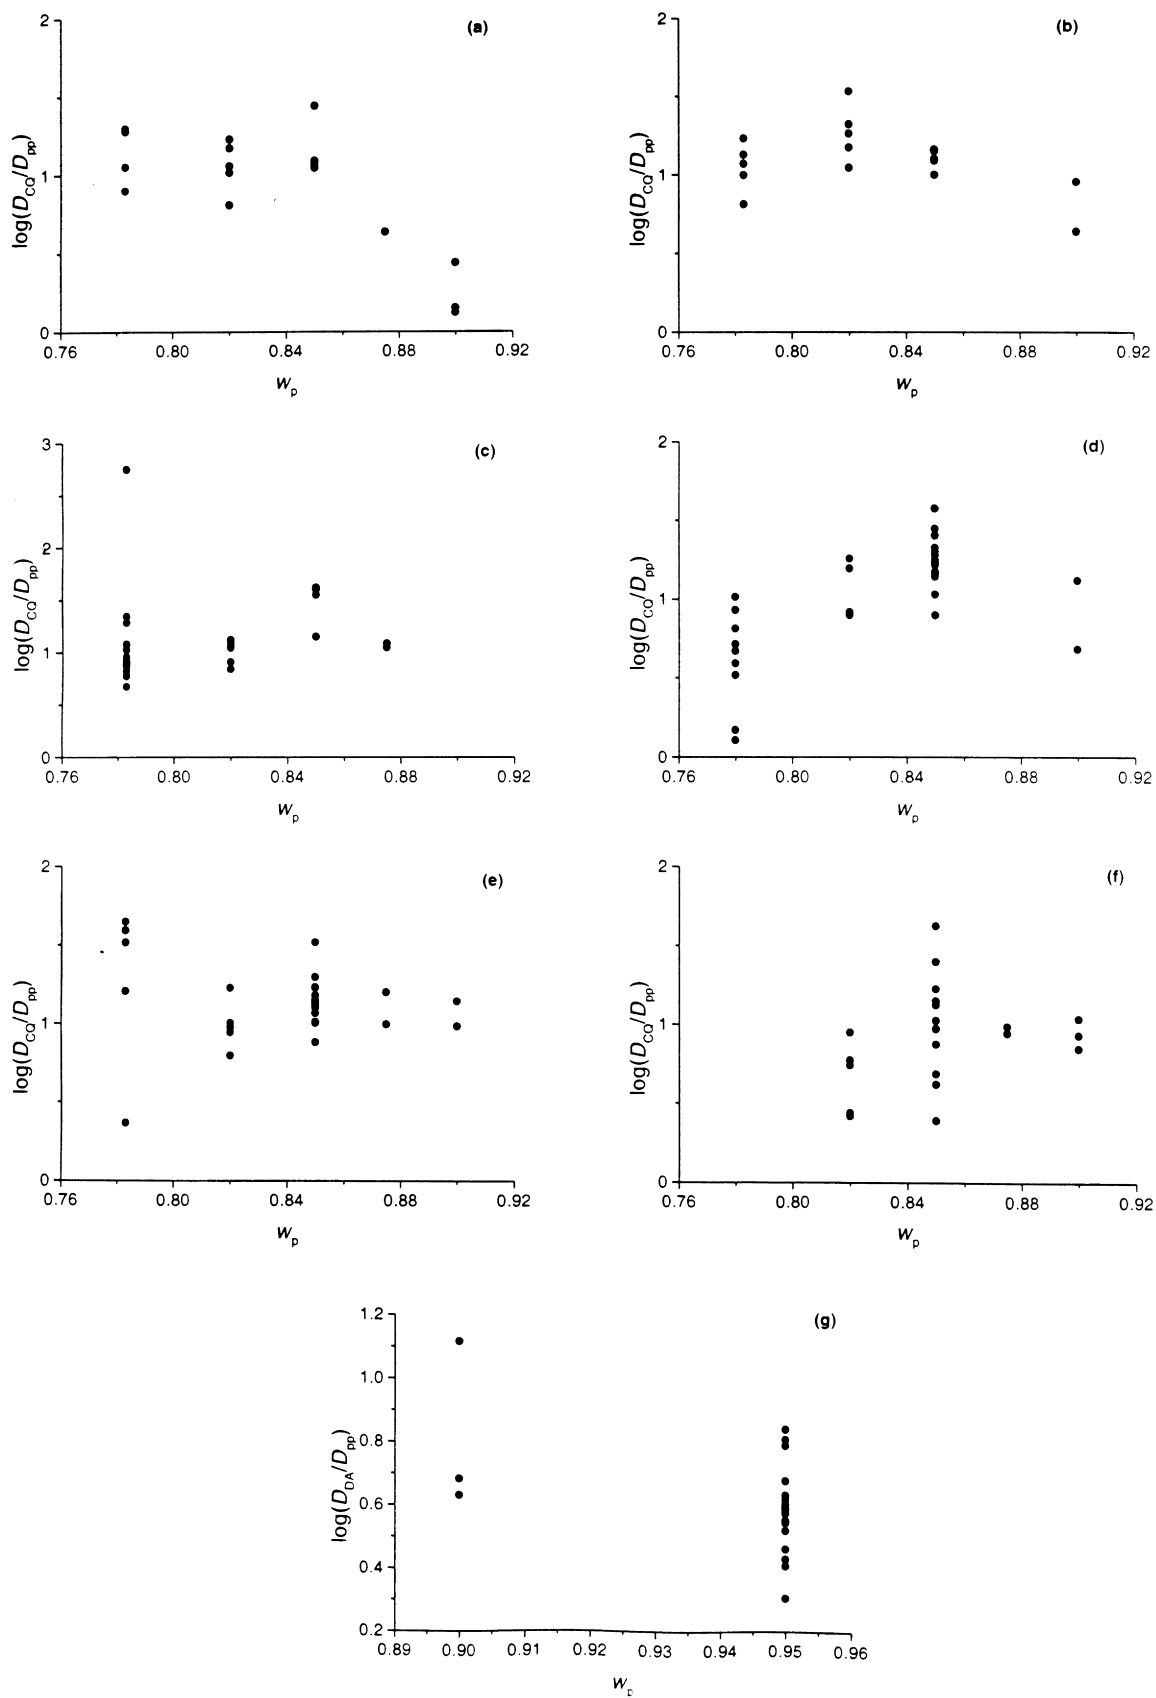 (a)
2
1
0
log(D_CQ/D_pp)
0.76 0.80 0.84 0.88 0.92
W_p
(b)
2
1
0
log(D_CQ/D_pp)
0.76 0.80 0.84 0.88 0.92
W_p
(c)
3
2
1
0
log(D_CQ/D_pp)
0.76 0.80 0.84 0.88 0.92
W_p
(d)
2
1
0
log(D_CQ/D_pp)
0.76 0.80 0.84 0.88 0.92
W_p
(e)
2
1
0
log(D_CQ/D_pp)
0.76 0.80 0.84 0.88 0.92
W_p
(f)
2
1
0
log(D_CQ/D_pp)
0.76 0.80 0.84 0.88 0.92
W_p
(g)
1.2
1.0
0.8
0.6
0.4
0.2
log(D_DA/D_pp)
0.89 0.90 0.91 0.92 0.93 0.94 0.95 0.96
W_p